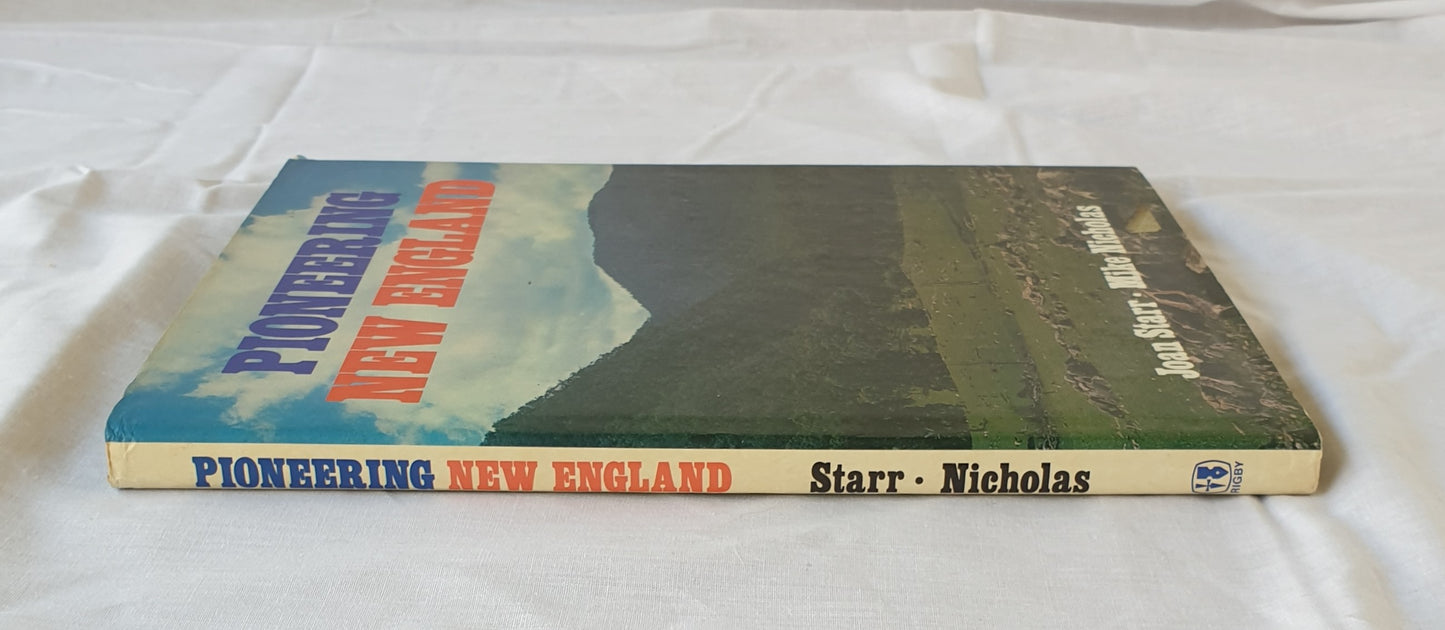 PIONEERING
NEW ENGLAND
Joan Starr · Mike Nicholas
PIONEERING NEW ENGLAND Starr · Nicholas RIGBY